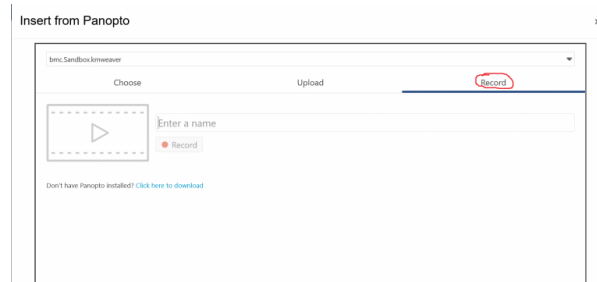 Insert from Panopto
bmc.Sandbox.kmweaver
Choose Upload Record
Enter a name
Record
Don't have Panopto installed? Click here to download